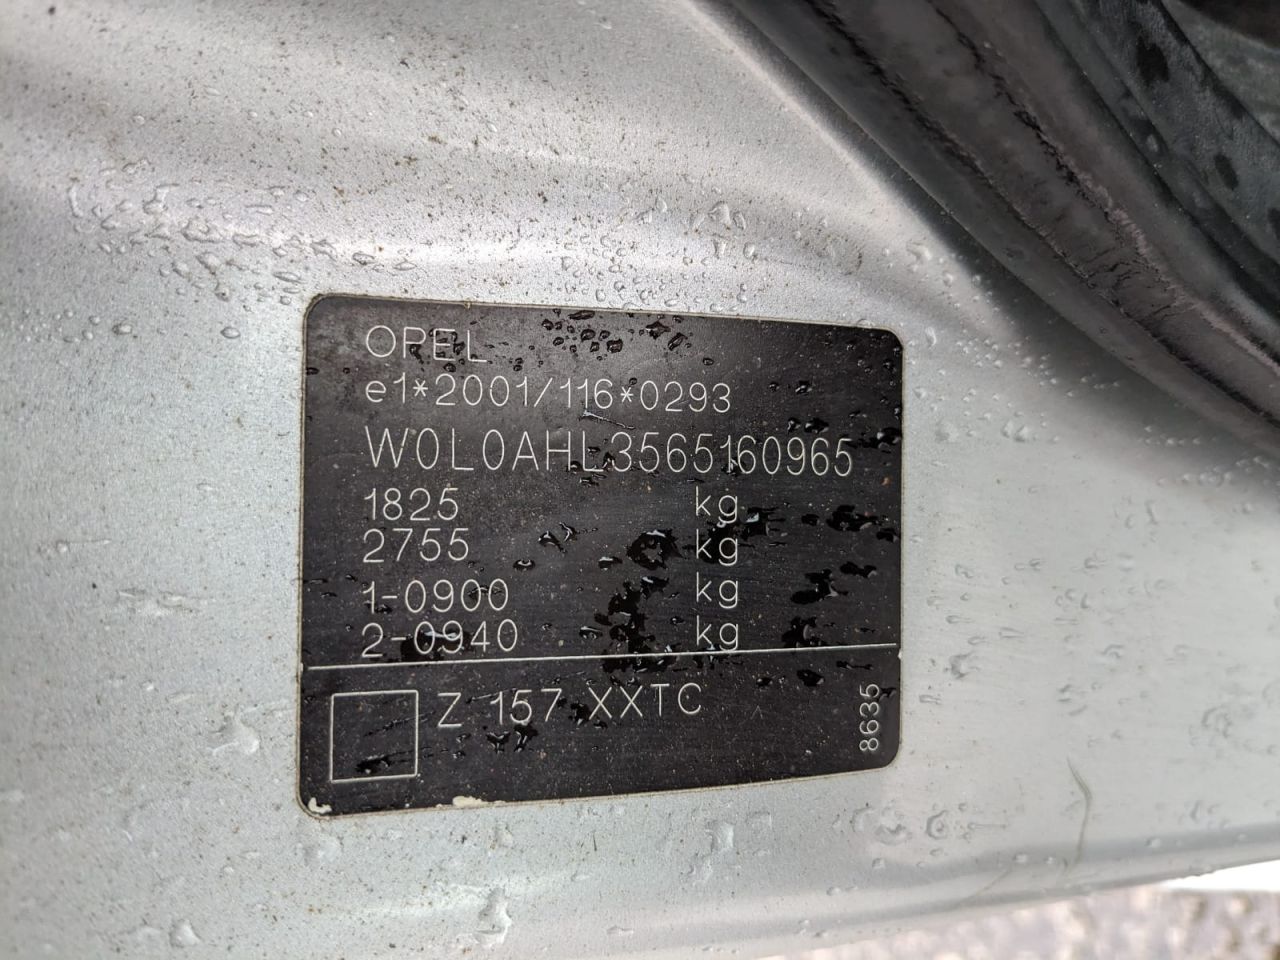 OPEL
e1*2001/116*0293
W0L0AHL3565160965
1825 kg
2755 kg
1-0900 kg
2-0940 kg
Z 157 XXTC
8635